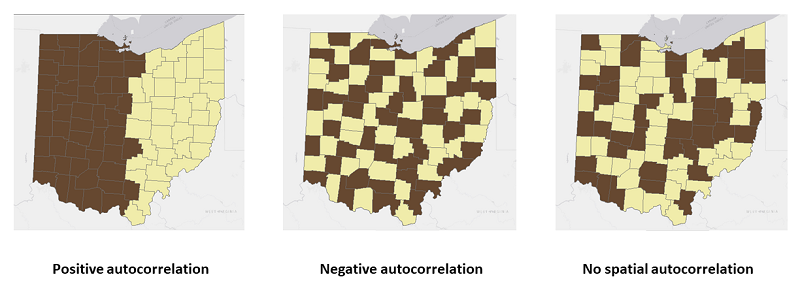 Positive autocorrelation
Negative autocorrelation
No spatial autocorrelation